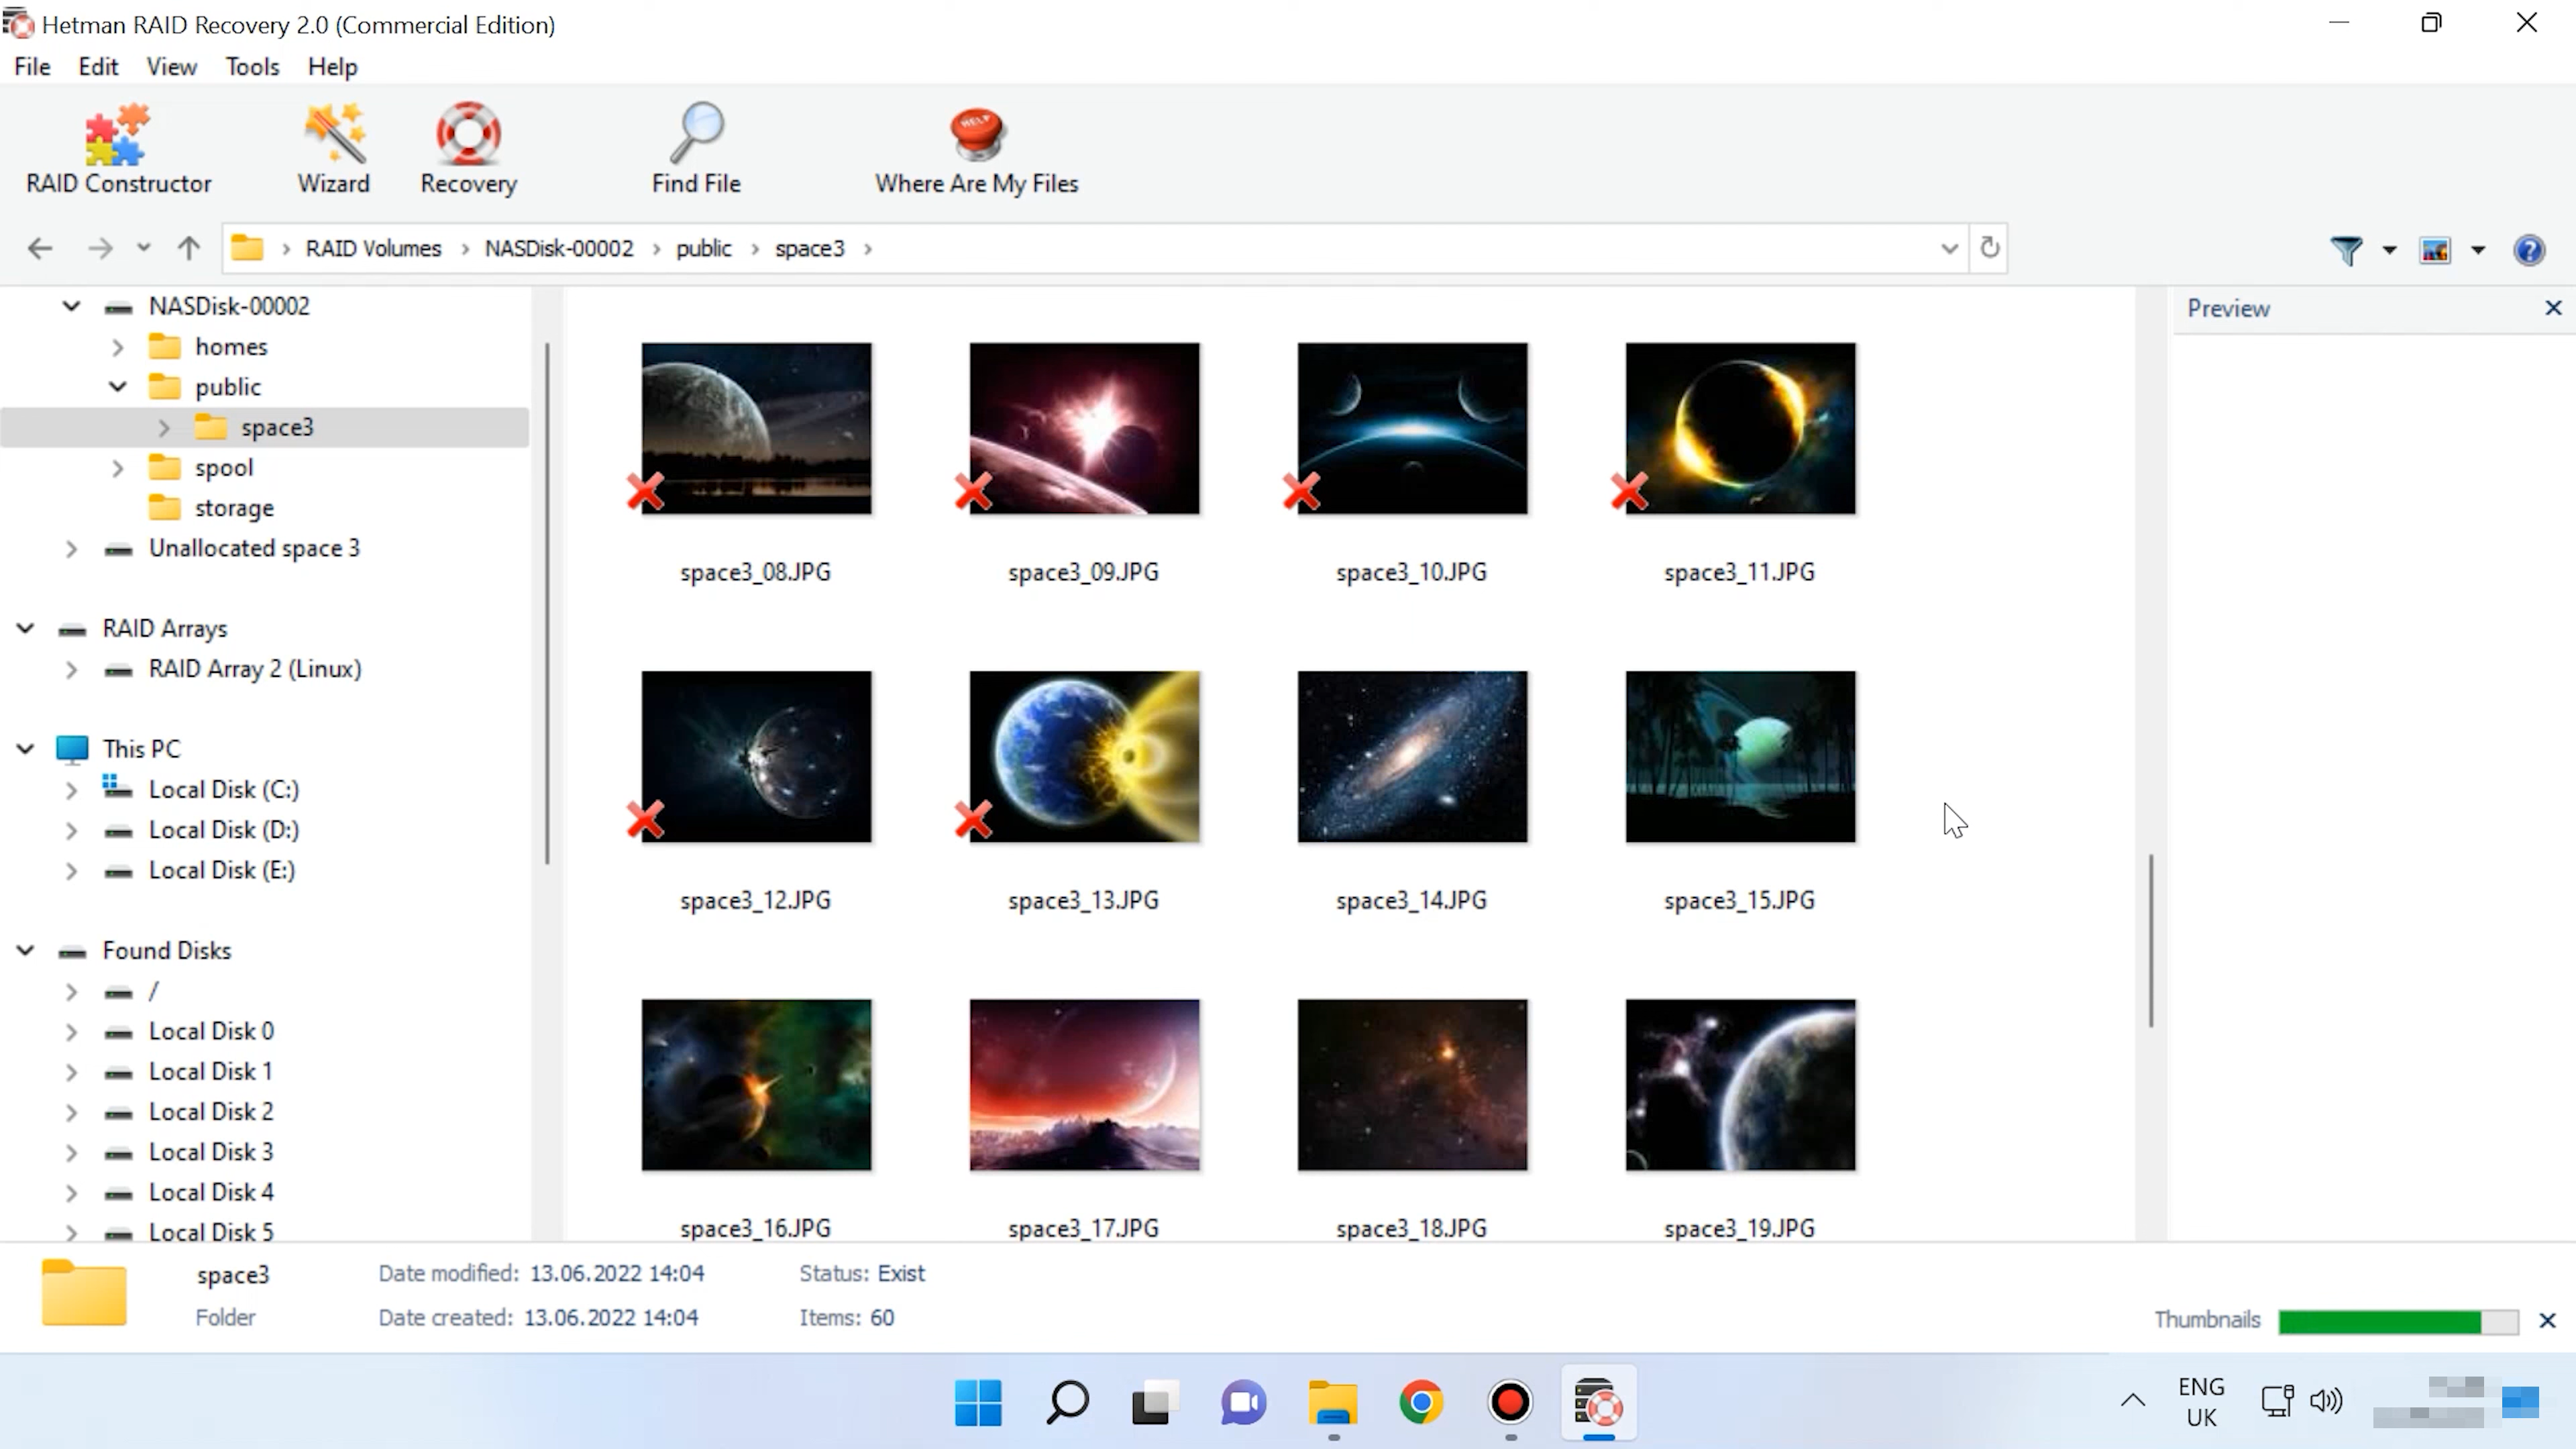 Hetman RAID Recovery 2.0 (Commercial Edition)
File Edit View Tools Help
HELP
RAID Constructor Wizard Recovery Find File Where Are My Files
RAID Volumes NASDisk-00002 public space3
NASDisk-00002
homes
public
space3
spool
storage
Unallocated space 3
RAID Arrays
RAID Array 2 (Linux)
This PC
Local Disk (C:)
Local Disk (D:)
Local Disk (E:)
Found Disks
/
Local Disk 0
Local Disk 1
Local Disk 2
Local Disk 3
Local Disk 4
Local Disk 5
space3_08.JPG space3_09.JPG space3_10.JPG space3_11.JPG
space3_12.JPG space3_13.JPG space3_14.JPG space3_15.JPG
space3_16.JPG space3_17.JPG space3_18.JPG space3_19.JPG
Preview
space3 Date modified: 13.06.2022 14:04 Status: Exist
Folder Date created: 13.06.2022 14:04 Items: 60
Thumbnails
ENG
UK